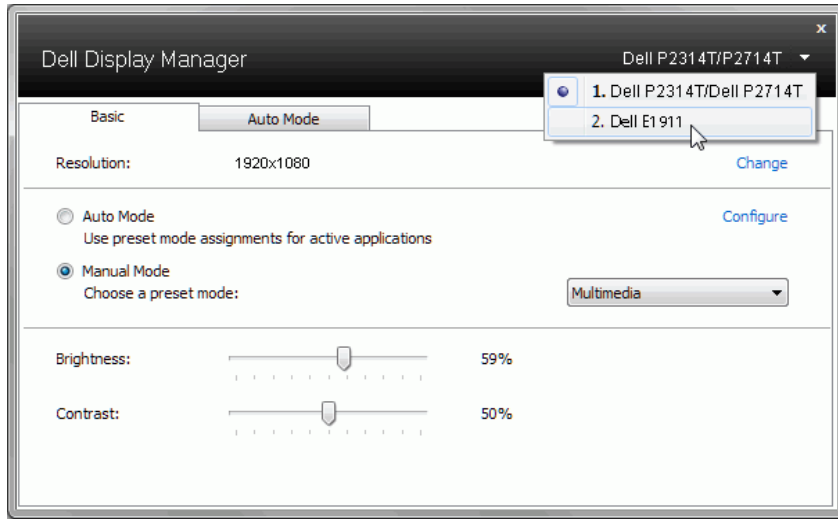 x
Dell Display Manager
Dell P2314T/P2714T
1. Dell P2314T/Dell P2714T
2. Dell E1911
Basic
Auto Mode
Resolution:
1920x1080
Change
Auto Mode
Configure
Use preset mode assignments for active applications
Manual Mode
Choose a preset mode:
Multimedia
Brightness:
59%
Contrast:
50%